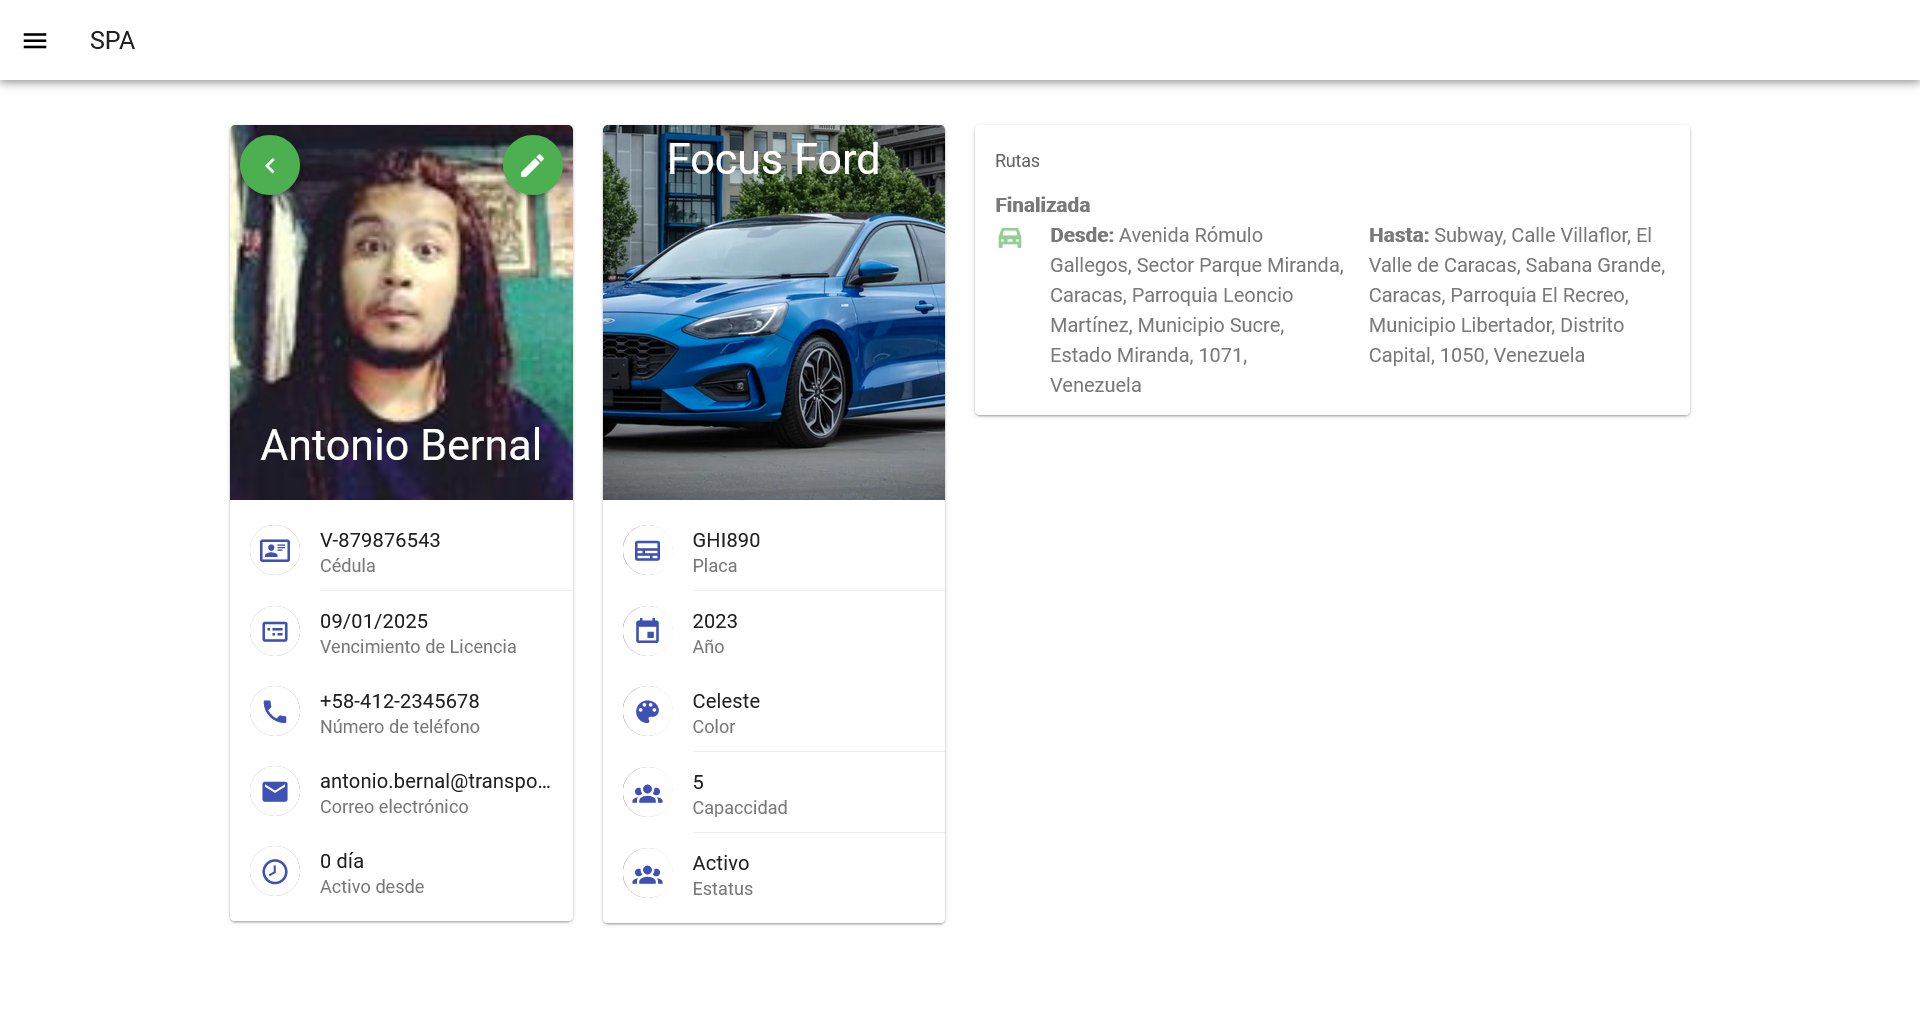 SPA
Antonio Bernal
V-879876543
Cédula
09/01/2025
Vencimiento de Licencia
+58-412-2345678
Número de teléfono
antonio.bernal@transpo...
Correo electrónico
0 día
Activo desde
Focus Ford
GHI890
Placa
2023
Año
Celeste
Color
5
Capaccidad
Activo
Estatus
Rutas
Finalizada
Desde: Avenida Rómulo
Gallegos, Sector Parque Miranda,
Caracas, Parroquia Leoncio
Martínez, Municipio Sucre,
Estado Miranda, 1071,
Venezuela
Hasta: Subway, Calle Villaflor, El
Valle de Caracas, Sabana Grande,
Caracas, Parroquia El Recreo,
Municipio Libertador, Distrito
Capital, 1050, Venezuela